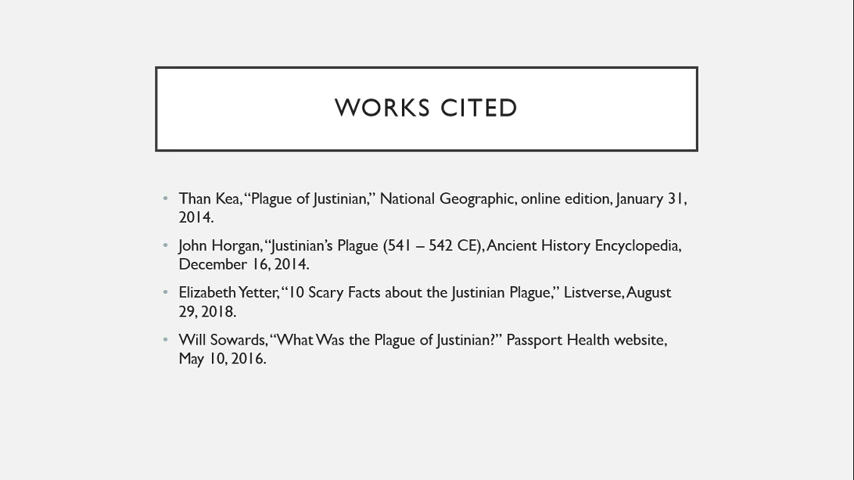 WORKS CITED
• Than Kea, “Plague of Justinian,” National Geographic, online edition, January 31,
2014.
• John Horgan, “Justinian’s Plague (541 – 542 CE), Ancient History Encyclopedia,
December 16, 2014.
• Elizabeth Yetter, “10 Scary Facts about the Justinian Plague,” Listverse, August
29, 2018.
• Will Sowards, “What Was the Plague of Justinian?” Passport Health website,
May 10, 2016.